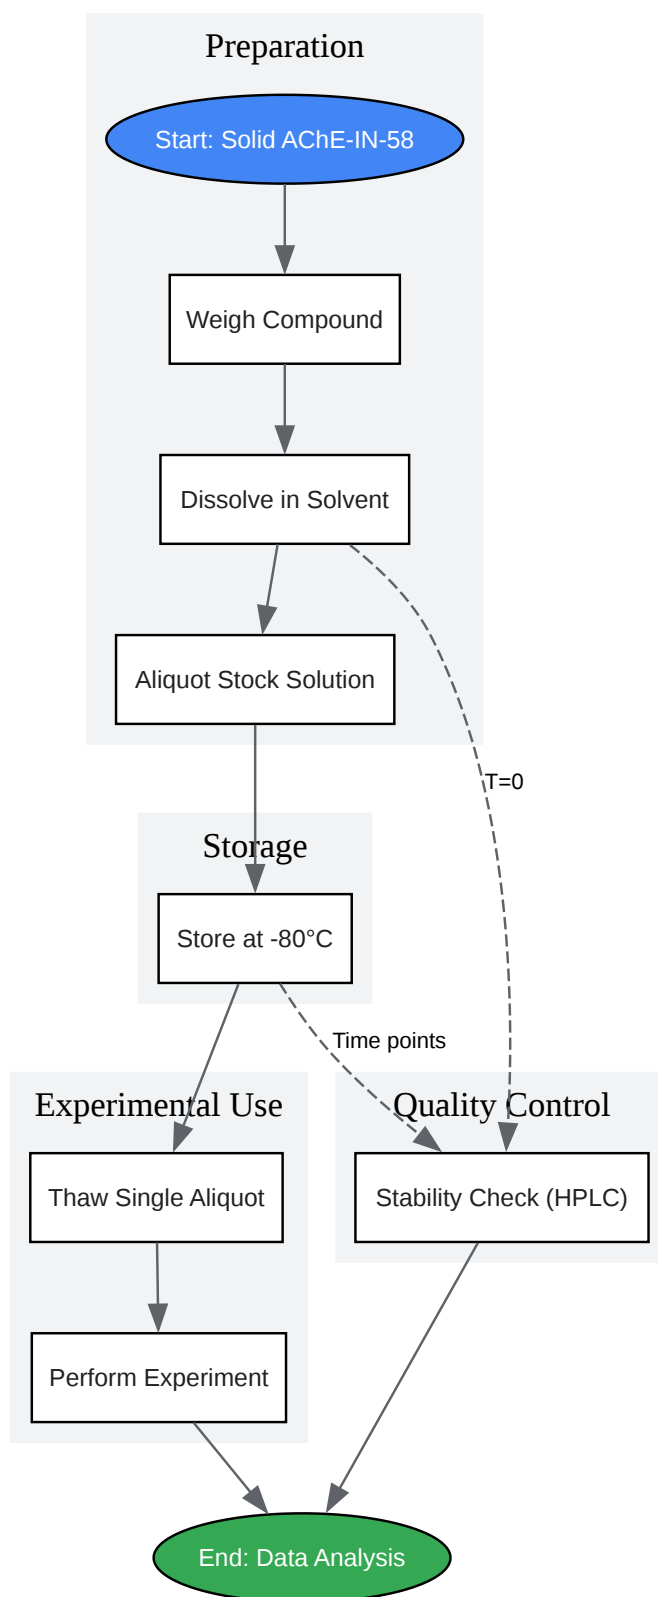 Preparation
Start: Solid AChE-IN-58
Weigh Compound
Dissolve in Solvent
Aliquot Stock Solution
T=0
Storage
Store at -80°C
Time points
Experimental Use
Quality Control
Thaw Single Aliquot
Stability Check (HPLC)
Perform Experiment
End: Data Analysis